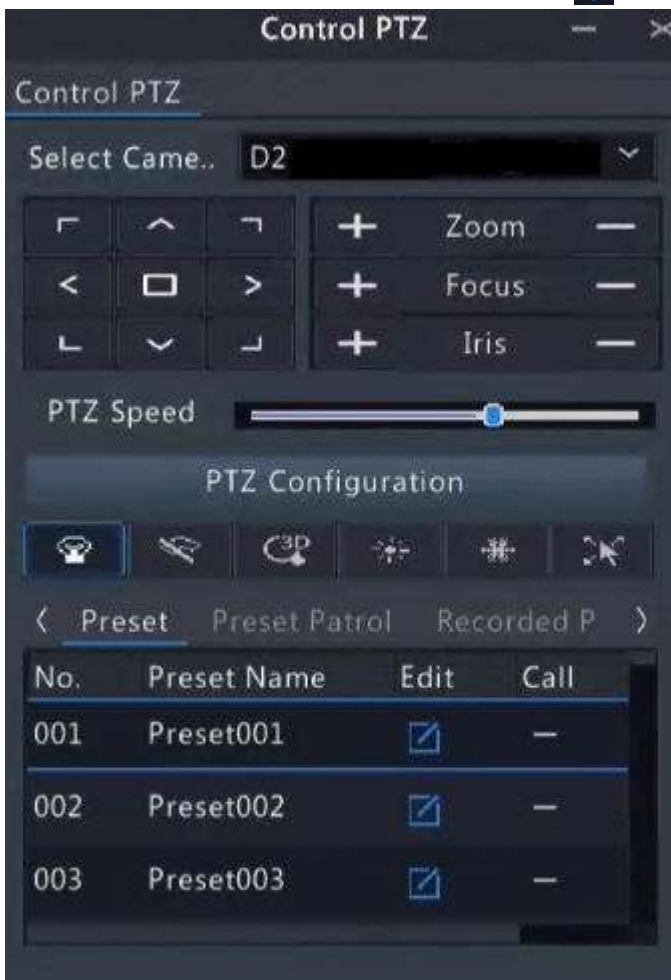 Control PTZ
Control PTZ
Select Came.. D2
Zoom
Focus
Iris
PTZ Speed
PTZ Configuration
3D
Preset Preset Patrol Recorded P
No. Preset Name Edit Call
001 Preset001
002 Preset002
003 Preset003